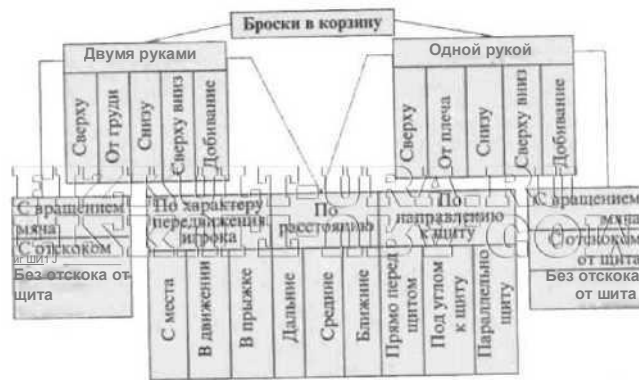 Броски в корзину
Двумя руками
Одной рукой
Сверху
От груди
Снизу
Сверху вниз
Добивание
Сверху
От плеча
Снизу
Сверху вниз
Добивание
С вращением
мяча
С отскоком
Без отскока от
щита
По характеру
передвижения
игрока
По
расстоянию
По
направлению
к щиту
С вращением
мяча
С отскоком
от щита
Без отскока
от шита
С места
В движении
В прыжке
Дальние
Средние
Ближние
Прямо перед
щитом
Под углом
к щиту
Параллельно
щиту